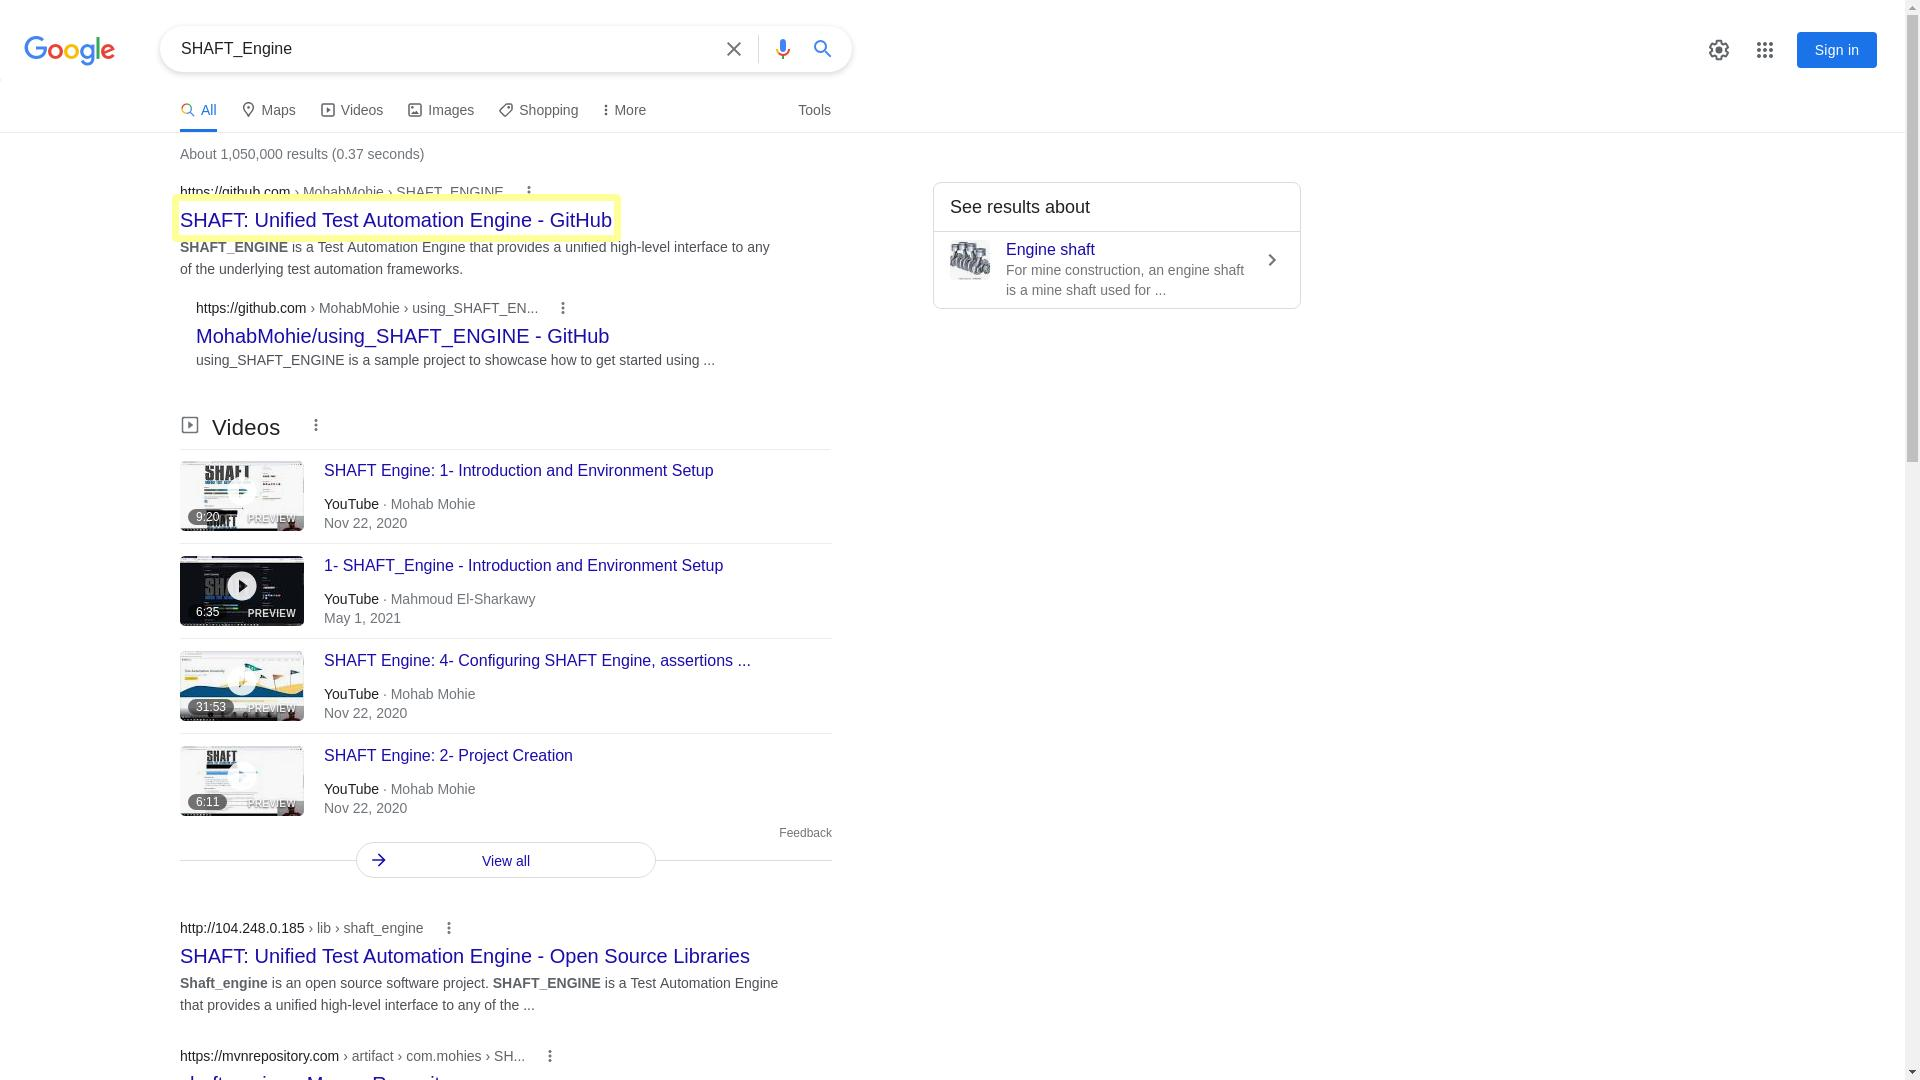 Google
SHAFT_Engine
Sign in
All
Maps
Videos
Images
Shopping
More
Tools
About 1,050,000 results (0.37 seconds)
https://github.com › MohabMohie › SHAFT_ENGINE
SHAFT: Unified Test Automation Engine - GitHub
SHAFT_ENGINE is a Test Automation Engine that provides a unified high-level interface to any
of the underlying test automation frameworks.
https://github.com › MohabMohie › using_SHAFT_EN...
MohabMohie/using_SHAFT_ENGINE - GitHub
using_SHAFT_ENGINE is a sample project to showcase how to get started using ...
See results about
Engine shaft
For mine construction, an engine shaft
is a mine shaft used for ...
Videos
SHAFT
9:20
PREVIEW
SHAFT Engine: 1- Introduction and Environment Setup
YouTube · Mohab Mohie
Nov 22, 2020
SHAFT
6:35
PREVIEW
1- SHAFT_Engine - Introduction and Environment Setup
YouTube · Mahmoud El-Sharkawy
May 1, 2021
31:53
PREVIEW
SHAFT Engine: 4- Configuring SHAFT Engine, assertions ...
YouTube · Mohab Mohie
Nov 22, 2020
SHAFT
6:11
PREVIEW
SHAFT Engine: 2- Project Creation
YouTube · Mohab Mohie
Nov 22, 2020
Feedback
View all
http://104.248.0.185 › lib › shaft_engine
SHAFT: Unified Test Automation Engine - Open Source Libraries
Shaft_engine is an open source software project. SHAFT_ENGINE is a Test Automation Engine
that provides a unified high-level interface to any of the ...
https://mvnrepository.com › artifact › com.mohies › SH...